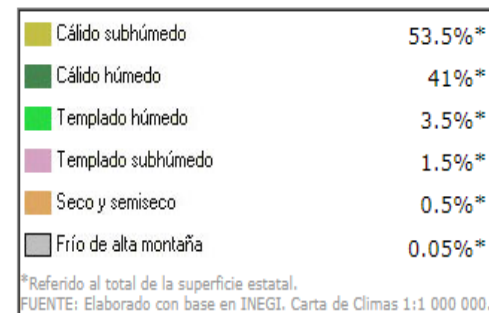 Cálido subhúmedo 53.5%*
Cálido húmedo 41%*
Templado húmedo 3.5%*
Templado subhúmedo 1.5%*
Seco y semiseco 0.5%*
Frío de alta montaña 0.05%*
*Referido al total de la superficie estatal.
FUENTE: Elaborado con base en INEGI. Carta de Climas 1:1 000 000.